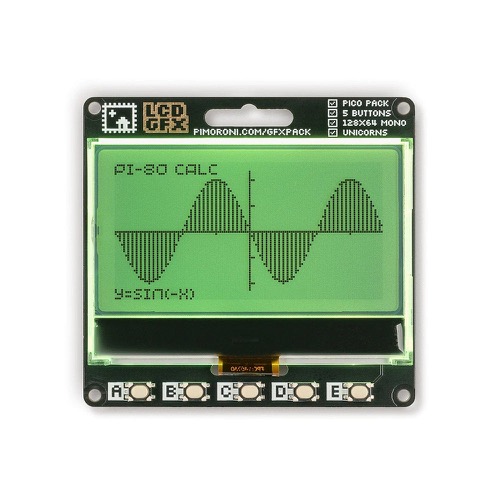 LCD
GFX
PIMORONI.COM/GFXPACK
PICO PACK
5 BUTTONS
128X64 MONO
UNICORNS
PI-80 CALC
Y=SIN(-X)
A B C D E